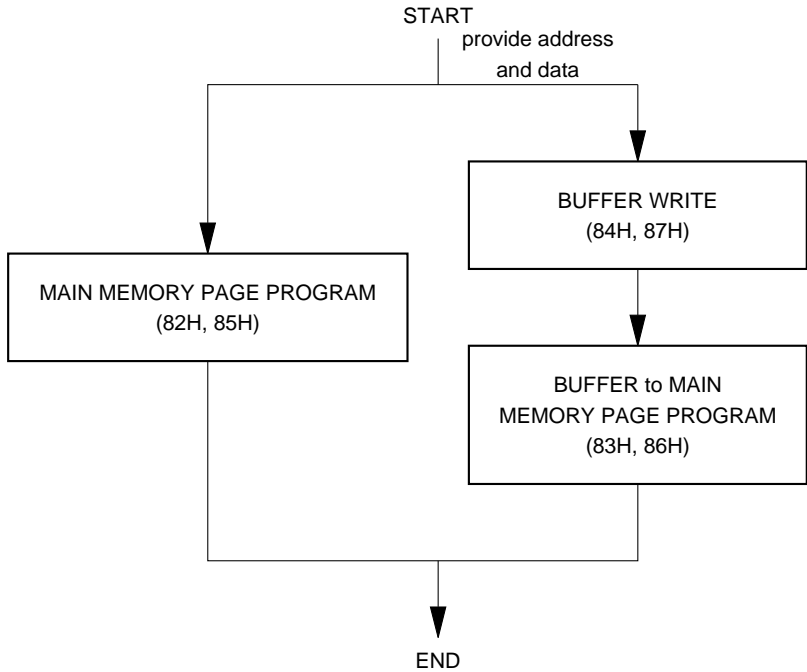 START
provide address
and data
BUFFER WRITE
(84H, 87H)
MAIN MEMORY PAGE PROGRAM
(82H, 85H)
BUFFER to MAIN
MEMORY PAGE PROGRAM
(83H, 86H)
END